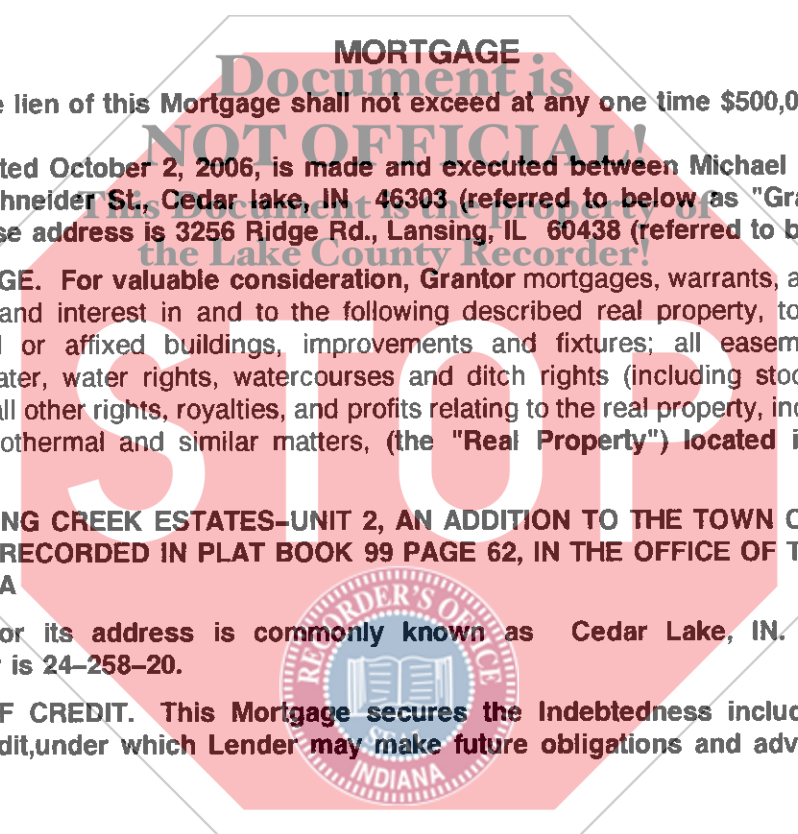 MORTGAGE
Document is
e lien of this Mortgage shall not exceed at any one time $500,0
NOT OFFICIAL!
ted October 2, 2006, is made and executed between Michael
This Document is the property of
hneider St., Cedar lake, IN 46303 (referred to below as "Gra
se address is 3256 Ridge Rd., Lansing, IL 60438 (referred to b
the Lake County Recorder!
GE. For valuable consideration, Grantor mortgages, warrants, a
and interest in and to the following described real property, to
l or affixed buildings, improvements and fixtures; all easem
ater, water rights, watercourses and ditch rights (including stoc
all other rights, royalties, and profits relating to the real property, inc
othermal and similar matters, (the "Real Property") located i
STOP
NG CREEK ESTATES–UNIT 2, AN ADDITION TO THE TOWN O
RECORDED IN PLAT BOOK 99 PAGE 62, IN THE OFFICE OF T
A
or its address is commonly known as Cedar Lake, IN.
r is 24–258–20.
F CREDIT. This Mortgage secures the Indebtedness includ
dit,under which Lender may make future obligations and adv
RECORDER'S OFFICE
SEAL
INDIANA